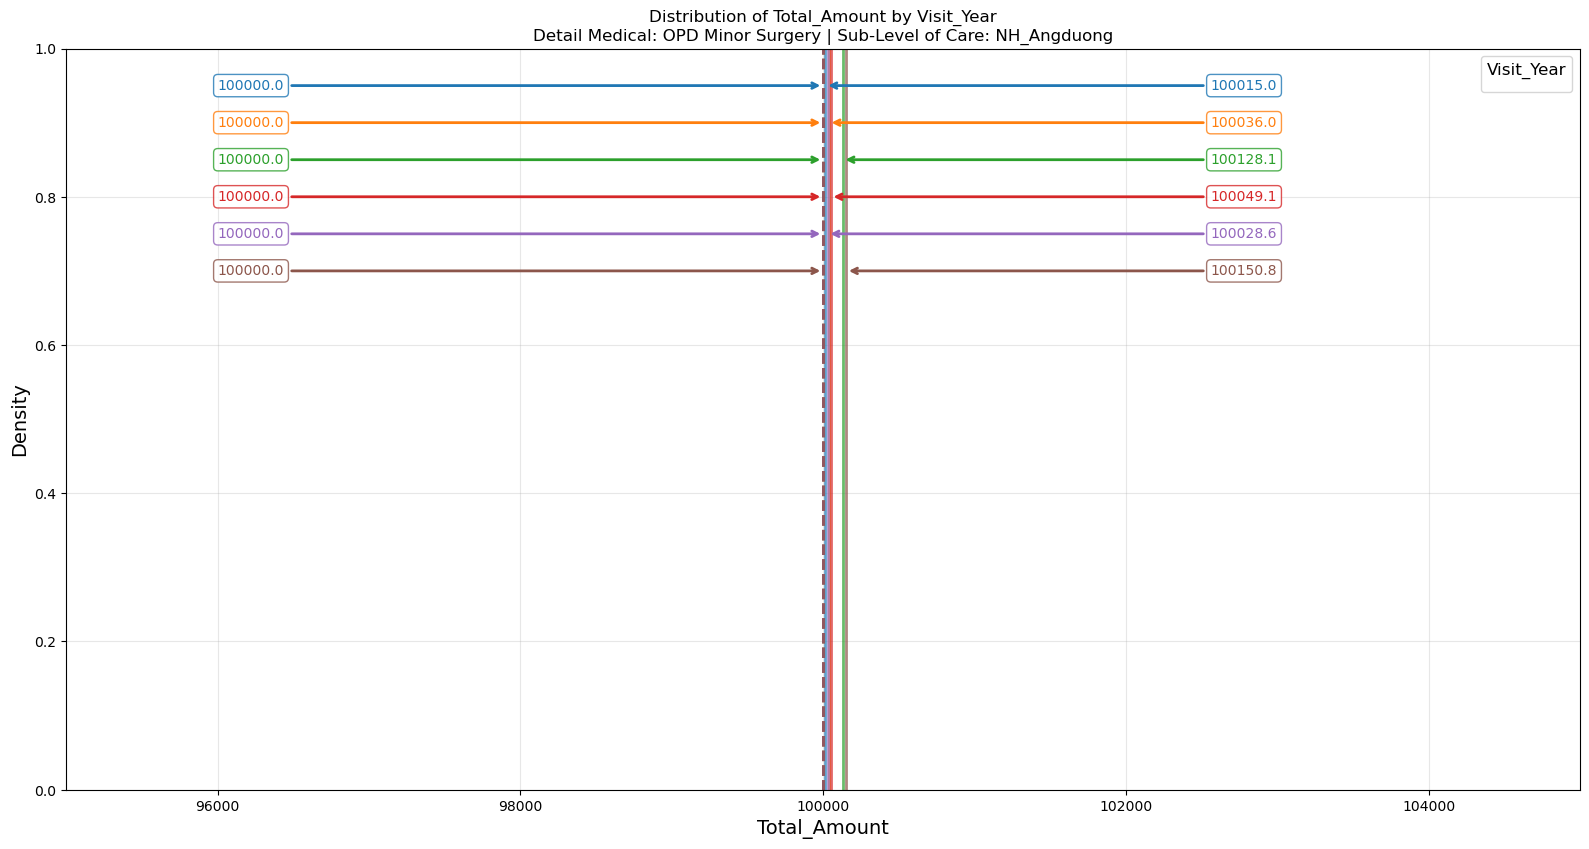 Distribution of Total_Amount by Visit_Year
Detail Medical: OPD Minor Surgery | Sub-Level of Care: NH_Angduong
Visit_Year
1.0
0.8
0.6
0.4
0.2
0.0
Density
100000.0 100015.0
100000.0 100036.0
100000.0 100128.1
100000.0 100049.1
100000.0 100028.6
100000.0 100150.8
96000 98000 100000 102000 104000
Total_Amount